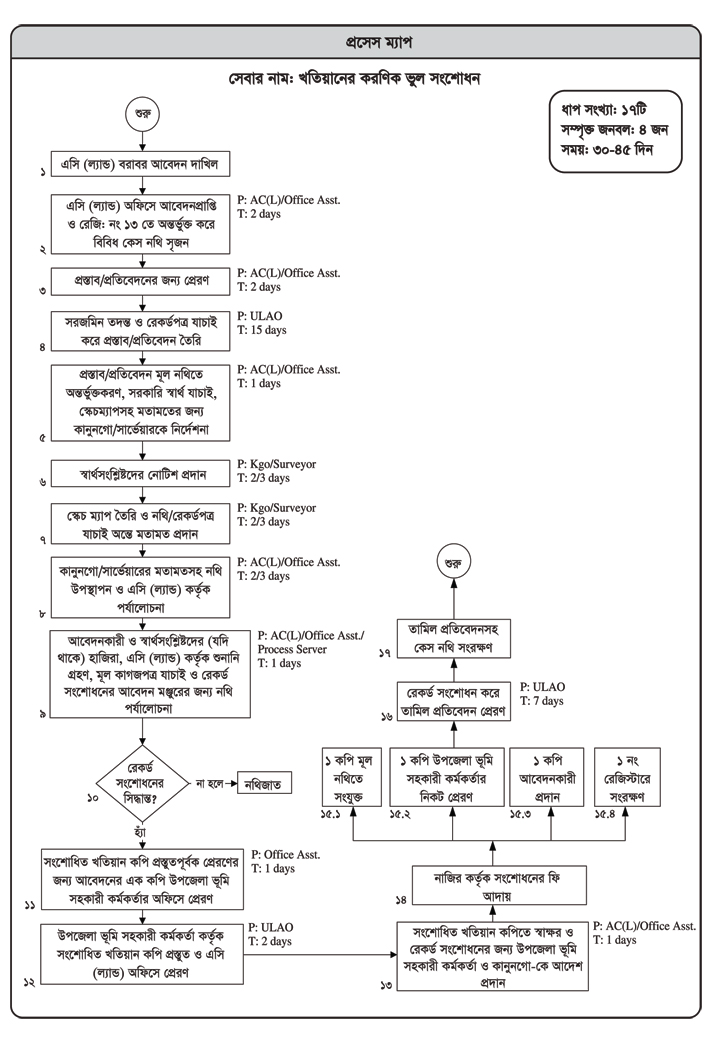 প্রসেস ম্যাপ
সেবার নাম: খতিয়ানের করণিক ভুল সংশোধন
ধাপ সংখ্যা: ১৭টি
সম্পৃক্ত জনবল: ৪ জন
সময়: ৩০-৪৫ দিন
শুরু
এসি (ল্যান্ড) বরাবর আবেদন দাখিল
১
এসি (ল্যান্ড) অফিসে আবেদনপ্রাপ্তি
ও রেজি: নং ১৩ তে অন্তর্ভুক্ত করে
বিবিধ কেস নথি সৃজন
২
P: AC(L)/Office Asst.
T: 2 days
প্রস্তাব/প্রতিবেদনের জন্য প্রেরণ
৩
P: AC(L)/Office Asst.
T: 2 days
সরজমিন তদন্ত ও রেকর্ডপত্র যাচাই
করে প্রস্তাব/প্রতিবেদন তৈরি
৪
P: ULAO
T: 15 days
প্রস্তাব/প্রতিবেদন মূল নথিতে
অন্তর্ভুক্তকরণ, সরকারি স্বার্থ যাচাই,
স্কেচম্যাপসহ মতামতের জন্য
কানুনগো/সার্ভেয়ারকে নির্দেশনা
৫
P: AC(L)/Office Asst.
T: 1 days
স্বার্থসংশ্লিষ্টদের নোটিশ প্রদান
৬
P: Kgo/Surveyor
T: 2/3 days
স্কেচ ম্যাপ তৈরি ও নথি/রেকর্ডপত্র
যাচাই অন্তে মতামত প্রদান
৭
P: Kgo/Surveyor
T: 2/3 days
কানুনগো/সার্ভেয়ারের মতামতসহ নথি
উপস্থাপন ও এসি (ল্যান্ড) কর্তৃক
পর্যালোচনা
৮
P: AC(L)/Office Asst.
T: 2/3 days
আবেদনকারী ও স্বার্থসংশ্লিষ্টদের (যদি
থাকে) হাজিরা, এসি (ল্যান্ড) কর্তৃক শুনানি
গ্রহণ, মূল কাগজপত্র যাচাই ও রেকর্ড
সংশোধনের আবেদন মঞ্জুরের জন্য নথি
পর্যালোচনা
৯
P: AC(L)/Office Asst./
Process Server
T: 1 days
রেকর্ড
সংশোধনের
সিদ্ধান্ত?
১০
না হলে
নথিজাত
হ্যাঁ
সংশোধিত খতিয়ান কপি প্রস্তুতপূর্বক প্রেরণের
জন্য আবেদনের এক কপি উপজেলা ভূমি
সহকারী কর্মকর্তার অফিসে প্রেরণ
১১
P: Office Asst.
T: 1 days
উপজেলা ভূমি সহকারী কর্মকর্তা কর্তৃক
সংশোধিত খতিয়ান কপি প্রস্তুত ও এসি
(ল্যান্ড) অফিসে প্রেরণ
১২
P: ULAO
T: 2 days
সংশোধিত খতিয়ান কপিতে স্বাক্ষর ও
রেকর্ড সংশোধনের জন্য উপজেলা ভূমি
সহকারী কর্মকর্তা ও কানুনগো-কে আদেশ
প্রদান
১৩
P: AC(L)/Office Asst.
T: 1 days
নাজির কর্তৃক সংশোধনের ফি
আদায়
১৪
১ কপি মূল
নথিতে
সংযুক্ত
১৫.১
১ কপি উপজেলা ভূমি
সহকারী কর্মকর্তার
নিকট প্রেরণ
১৫.২
১ কপি
আবেদনকারী
প্রদান
১৫.৩
১ নং
রেজিস্টারে
সংরক্ষণ
১৫.৪
রেকর্ড সংশোধন করে
তামিল প্রতিবেদন প্রেরণ
১৬
P: ULAO
T: 7 days
তামিল প্রতিবেদনসহ
কেস নথি সংরক্ষণ
১৭
শুরু